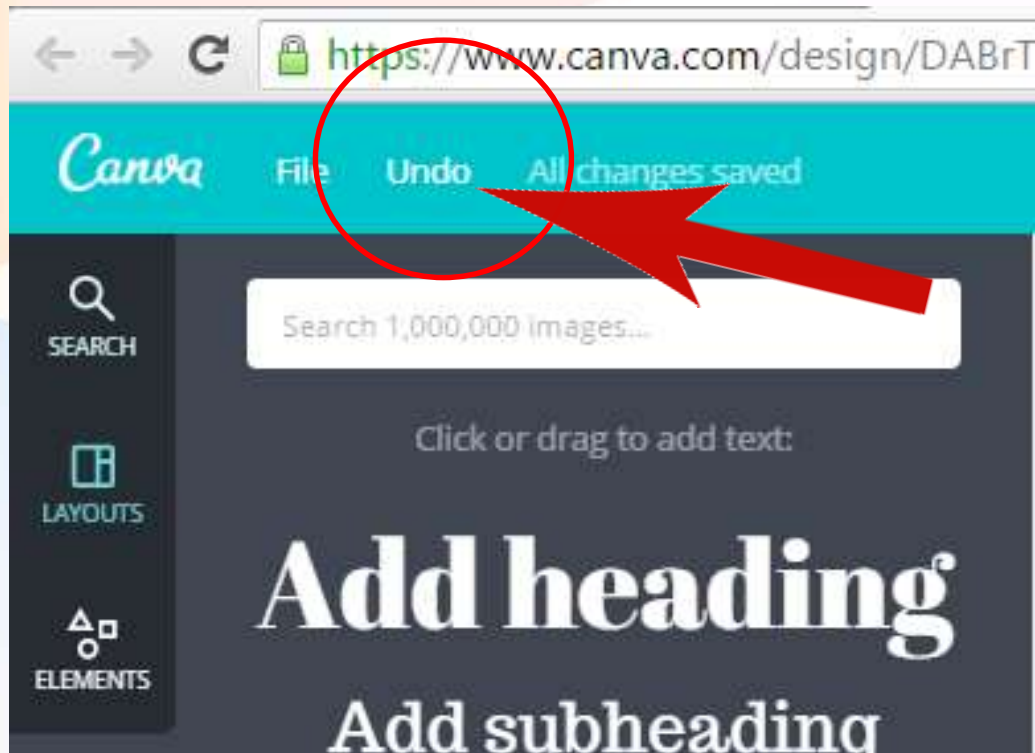 https://www.canva.com/design/DABrT
Canva File Undo All changes saved
SEARCH
Search 1,000,000 images...
Click or drag to add text:
LAYOUTS
Add heading
ELEMENTS
Add subheading